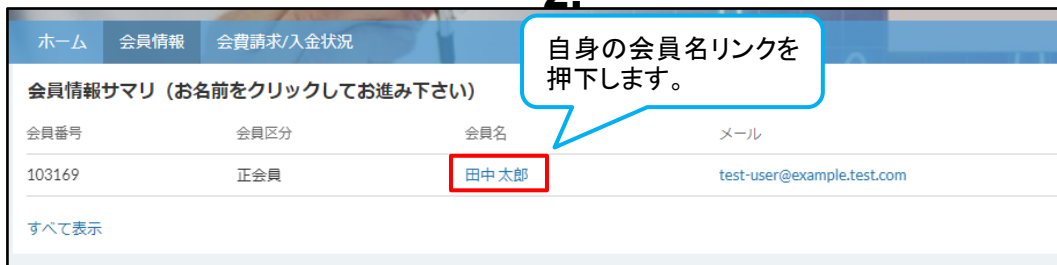 2.
ホーム 会員情報 会費請求/入金状況
自身の会員名リンクを
押下します。
会員情報サマリ（お名前をクリックしてお進み下さい）
会員番号 会員区分 会員名 メール
103169 正会員 田中 太郎 test-user@example.test.com
すべて表示